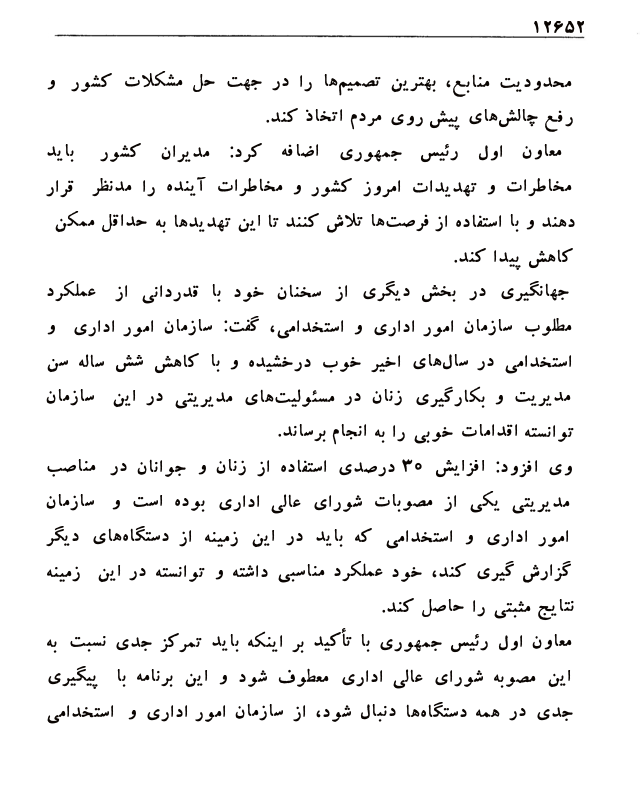 ۱۲۶۵۲
محدودیت منابع، بهترین تصمیم‌ها را در جهت حل مشکلات کشور و
رفع چالش‌های پیش روی مردم اتخاذ کند.
معاون اول رئیس جمهوری اضافه کرد: مدیران کشور باید
مخاطرات و تهدیدات امروز کشور و مخاطرات آینده را مدنظر قرار
دهند و با استفاده از فرصت‌ها تلاش کنند تا این تهدیدها به حداقل ممکن
کاهش پیدا کند.
جهانگیری در بخش دیگری از سخنان خود با قدردانی از عملکرد
مطلوب سازمان امور اداری و استخدامی، گفت: سازمان امور اداری و
استخدامی در سال‌های اخیر خوب درخشیده و با کاهش شش ساله سن
مدیریت و بکارگیری زنان در مسئولیت‌های مدیریتی در این سازمان
توانسته اقدامات خوبی را به انجام برساند.
وی افزود: افزایش ۳۰ درصدی استفاده از زنان و جوانان در مناصب
مدیریتی یکی از مصوبات شورای عالی اداری بوده است و سازمان
امور اداری و استخدامی که باید در این زمینه از دستگاه‌های دیگر
گزارش گیری کند، خود عملکرد مناسبی داشته و توانسته در این زمینه
نتایج مثبتی را حاصل کند.
معاون اول رئیس جمهوری با تأکید بر اینکه باید تمرکز جدی نسبت به
این مصوبه شورای عالی اداری معطوف شود و این برنامه با پیگیری
جدی در همه دستگاه‌ها دنبال شود، از سازمان امور اداری و استخدامی